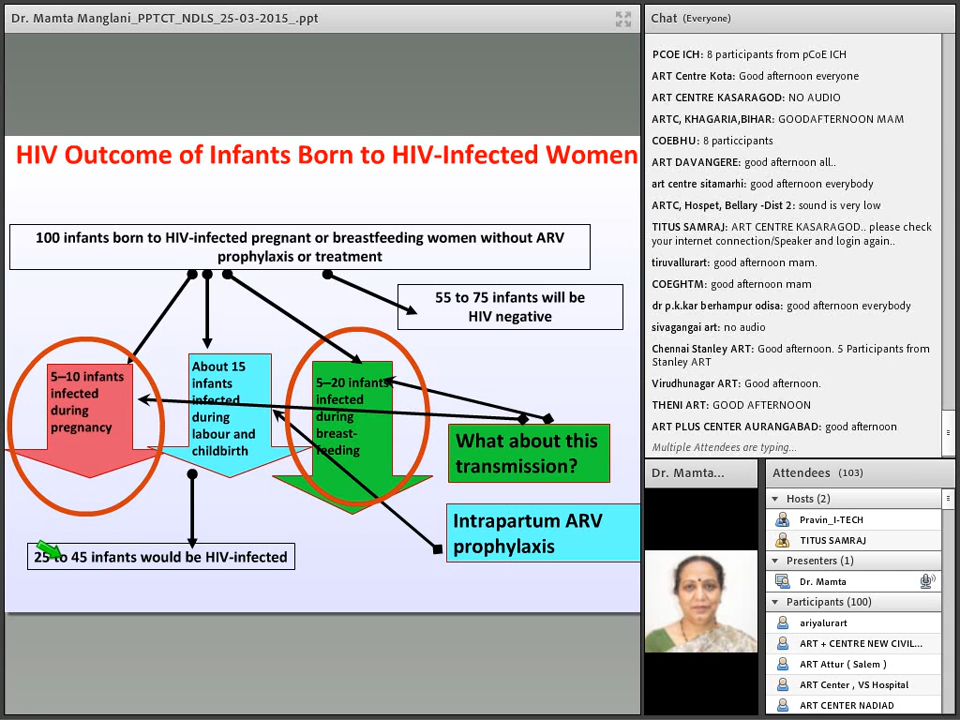 Dr. Mamta Manglani_PPTCT_NDLS_25-03-2015_.ppt
HIV Outcome of Infants Born to HIV-Infected Women
100 infants born to HIV-infected pregnant or breastfeeding women without ARV
prophylaxis or treatment
55 to 75 infants will be
HIV negative
5–10 infants
infected
during
pregnancy
About 15
infants
infected
during
labour and
childbirth
5–20 infants
infected
during
breast-
feeding
What about this
transmission?
Intrapartum ARV
prophylaxis
25 to 45 infants would be HIV-infected
Chat (Everyone)
PCOE ICH: 8 participants from pCoE ICH
ART Centre Kota: Good afternoon everyone
ART CENTRE KASARAGOD: NO AUDIO
ARTC, KHAGARIA,BIHAR: GOODAFTERNOON MAM
COEBHU: 8 particcipants
ART DAVANGERE: good afternoon all..
art centre sitamarhi: good afternoon everybody
ARTC, Hospet, Bellary -Dist 2: sound is very low
TITUS SAMRAJ: ART CENTRE KASARAGOD.. please check
your internet connection/Speaker and login again..
tiruvallurart: good afternoon mam.
COEGHTM: good afternoon mam
dr p.k.kar berhampur odisa: good afternoon everybody
sivagangai art: no audio
Chennai Stanley ART: Good afternoon. 5 Participants from
Stanley ART
Virudhunagar ART: Good afternoon.
THENI ART: GOOD AFTERNOON
ART PLUS CENTER AURANGABAD: good afternoon
Multiple Attendees are typing...
Dr. Mamta...
Attendees (103)
Hosts (2)
Pravin_I-TECH
TITUS SAMRAJ
Presenters (1)
Dr. Mamta
Participants (100)
ariyalurart
ART + CENTRE NEW CIVIL...
ART Attur ( Salem )
ART Center , VS Hospital
ART CENTER NADIAD